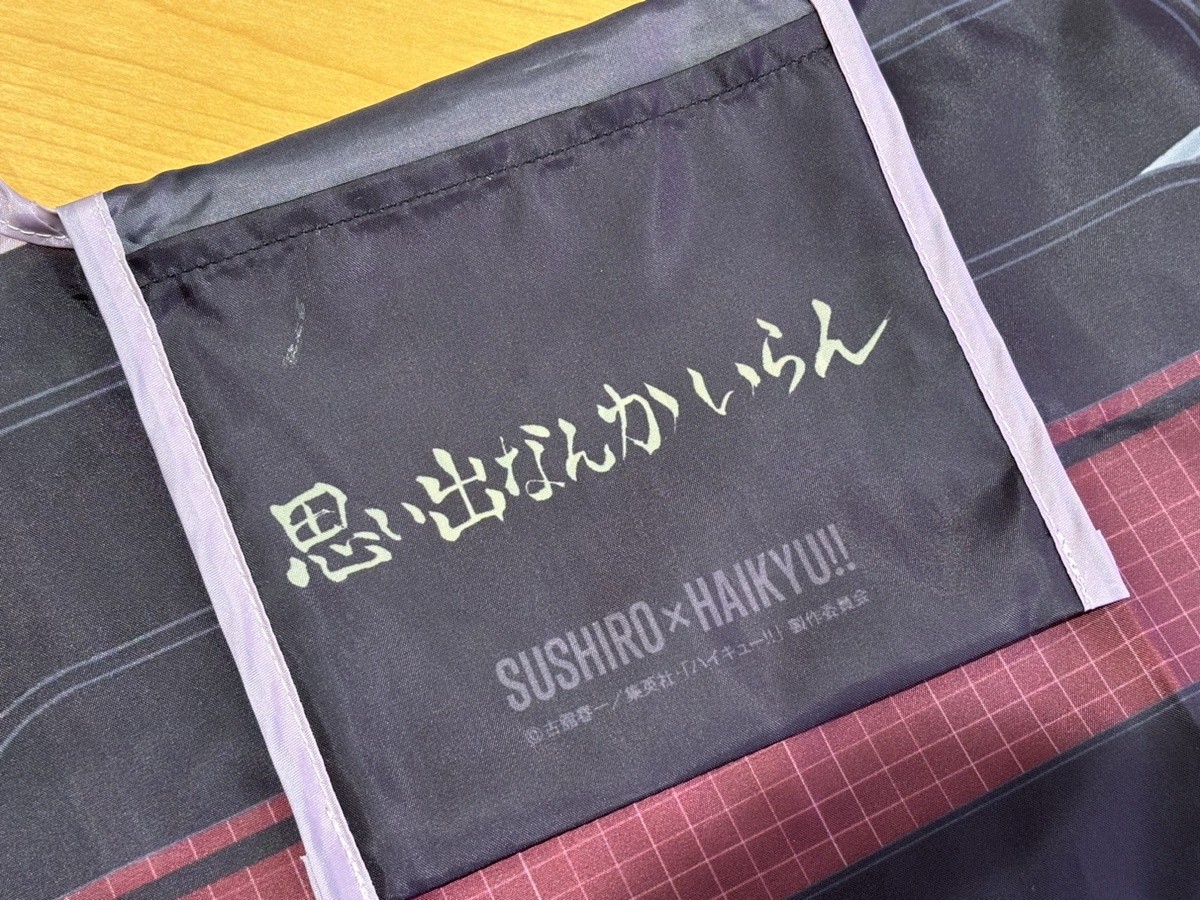 思い出なんかいらん
SUSHIRO×HAIKYU!!
©古舘春一／集英社・「ハイキュー!!」製作委員会